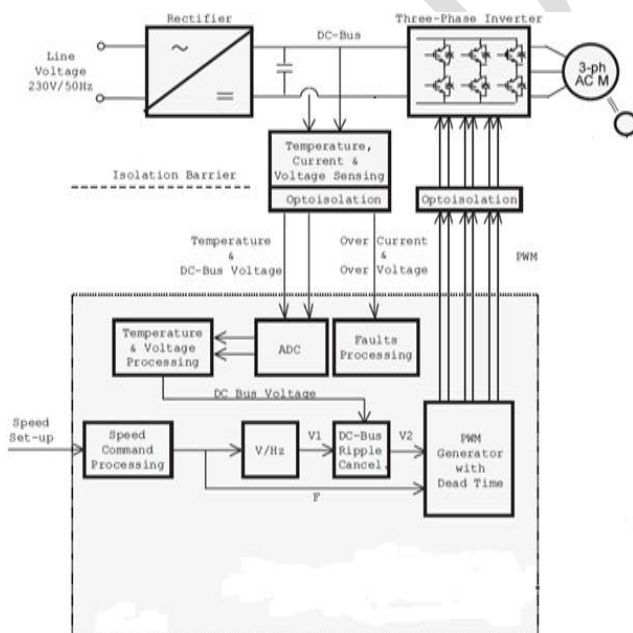 Rectifier
Three-Phase Inverter
DC-Bus
Line
Voltage
230V/50Hz
~
=
3-ph
AC M
Temperature,
Current &
Voltage Sensing
Optoisolation
Isolation Barrier
Optoisolation
Temperature
&
DC-Bus Voltage
Over Current
&
Over Voltage
PWM
Temperature
& Voltage
Processing
ADC
Faults
Processing
DC Bus Voltage
Speed
Set-up
Speed
Command
Processing
V/Hz
V1
DC-Bus
Ripple
Cancel.
V2
PWM
Generator
with
Dead Time
F